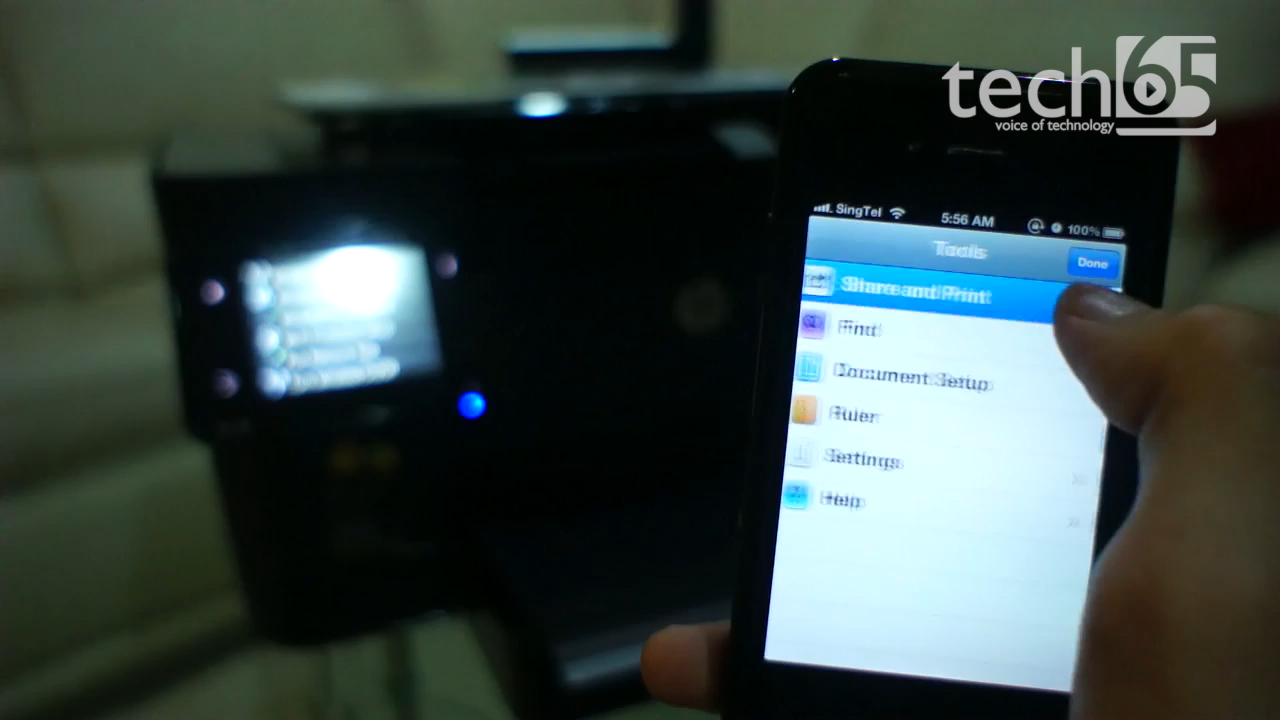 tech65
voice of technology
SingTel 5:56 AM 100%
Tools
Done
Share and Print
Find
Document Setup
Ruler
Settings
Help